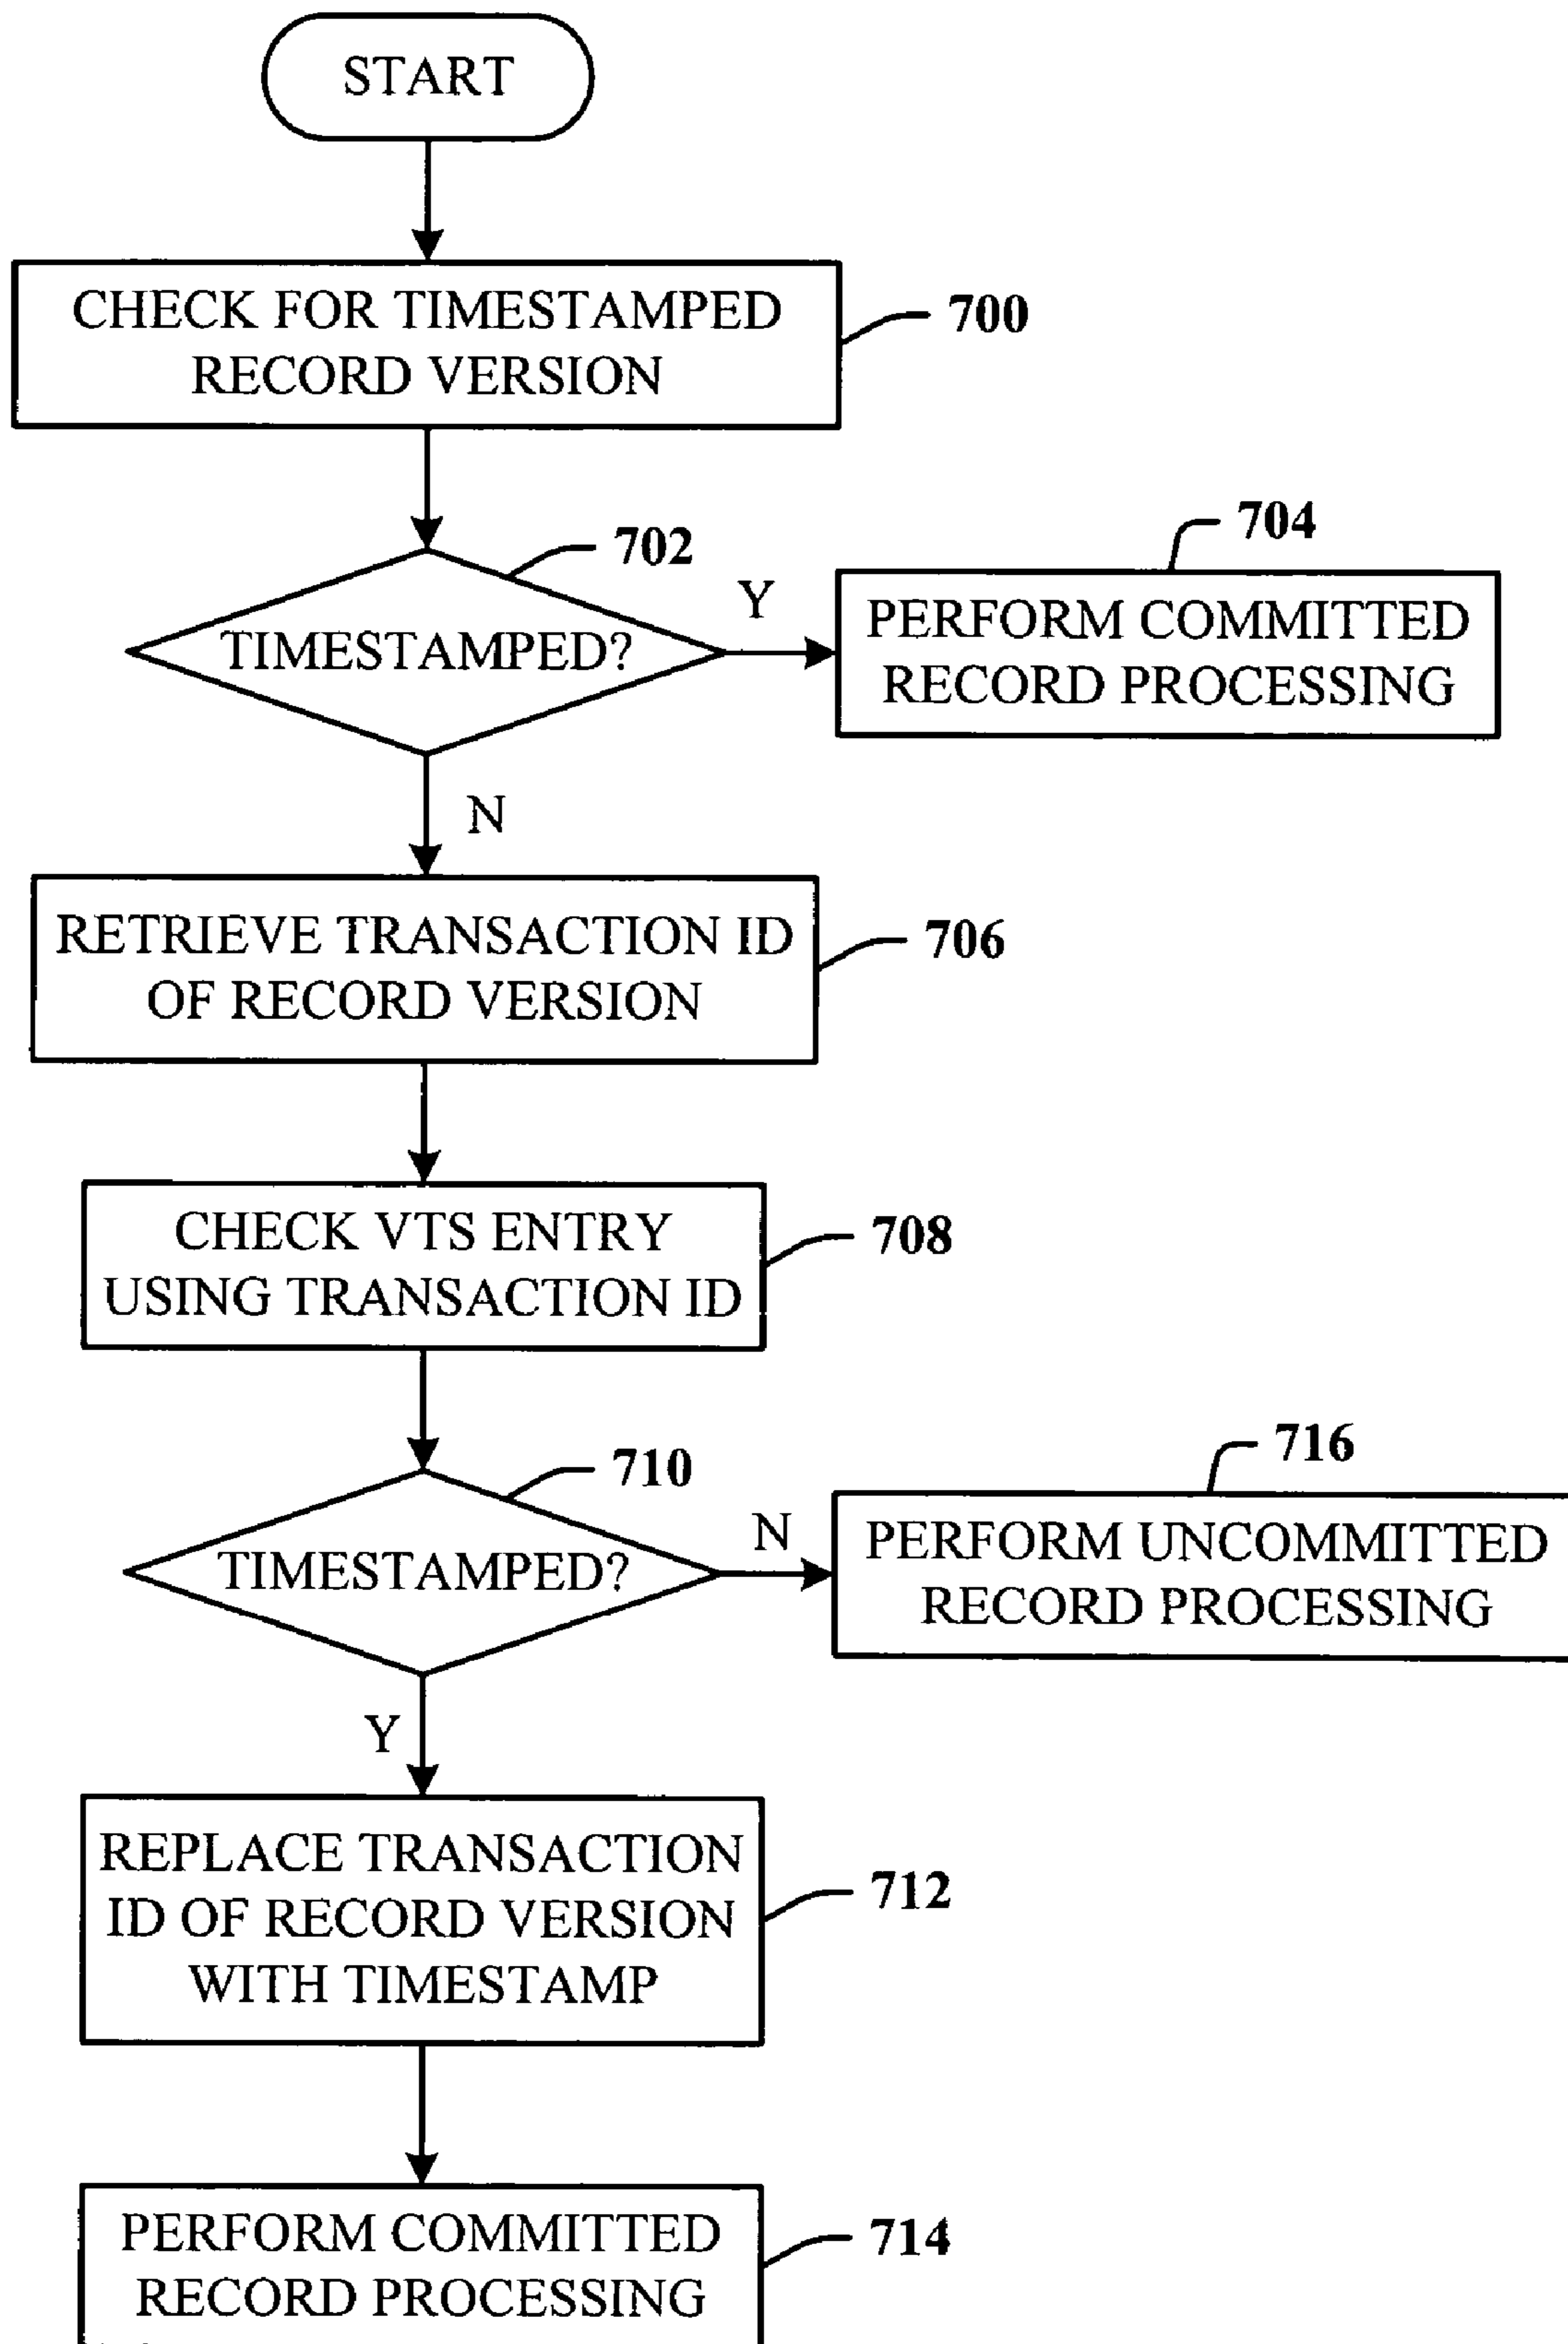 START
CHECK FOR TIMESTAMPED
RECORD VERSION
700
702
TIMESTAMPED?
Y
704
PERFORM COMMITTED
RECORD PROCESSING
N
RETRIEVE TRANSACTION ID
OF RECORD VERSION
706
CHECK VTS ENTRY
USING TRANSACTION ID
708
710
TIMESTAMPED?
N
716
PERFORM UNCOMMITTED
RECORD PROCESSING
Y
REPLACE TRANSACTION
ID OF RECORD VERSION
WITH TIMESTAMP
712
PERFORM COMMITTED
RECORD PROCESSING
714